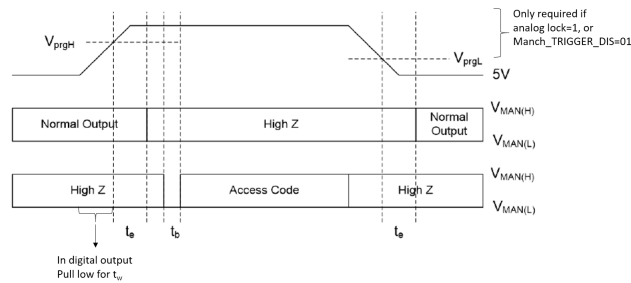 Only required if
analog lock=1, or
Manch_TRIGGER_DIS=01
VprgH
VprgL
5V
Normal Output
High Z
Normal
Output
VMAN(H)
VMAN(L)
High Z
Access Code
High Z
VMAN(H)
VMAN(L)
te
tb
te
In digital output
Pull low for tw